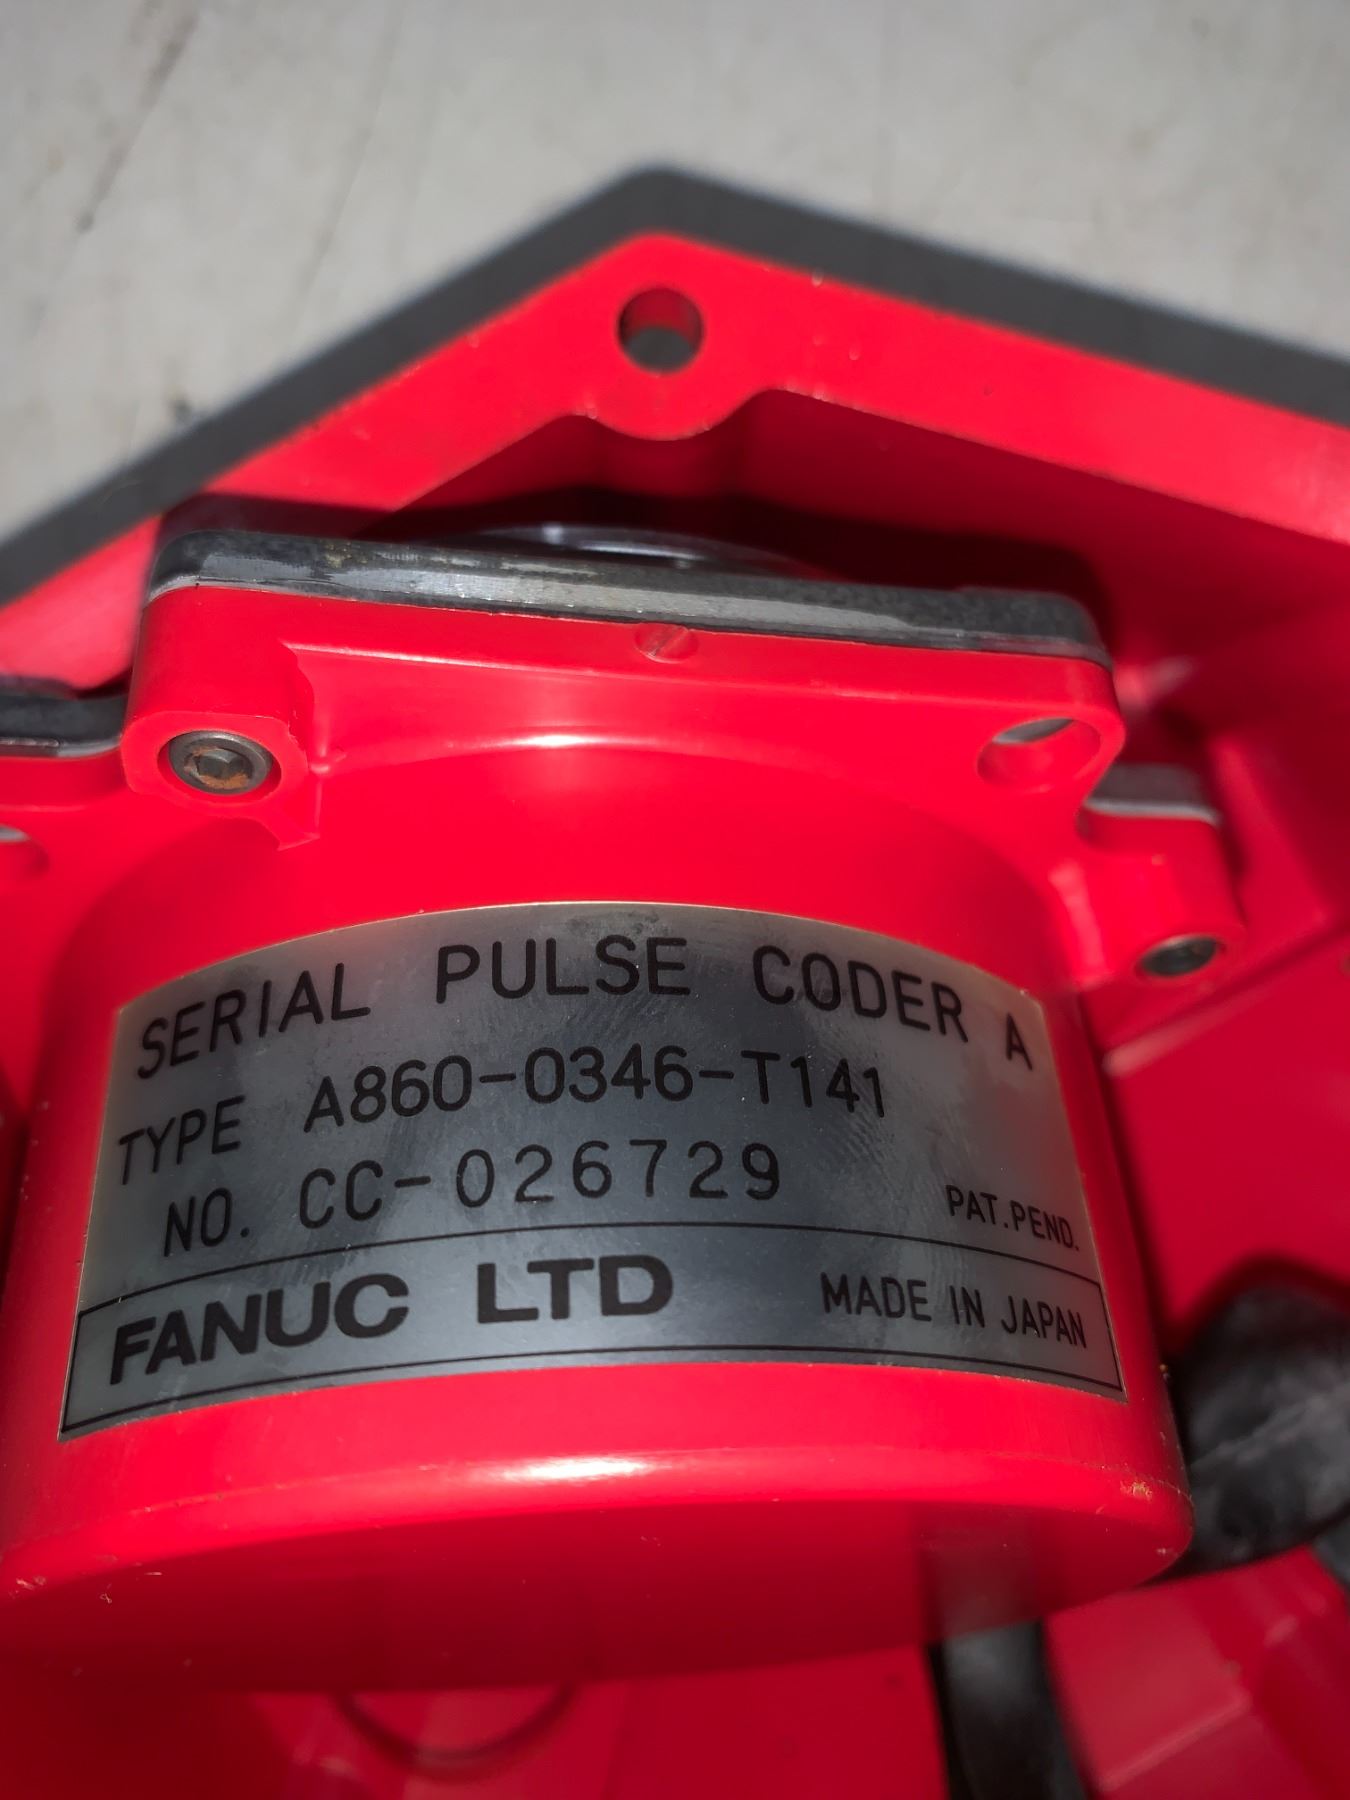 SERIAL PULSE CODER A
TYPE A860-0346-T141
NO. CC-026729
PAT.PEND.
FANUC LTD MADE IN JAPAN